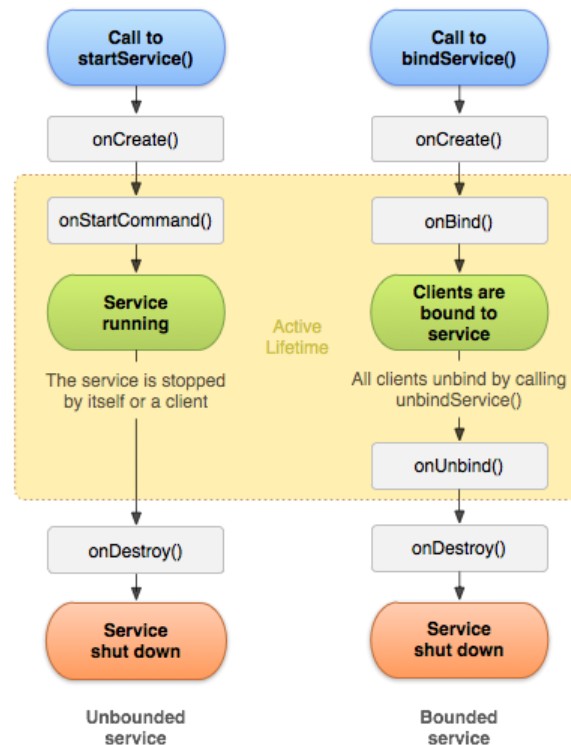 Call to
startService()
onCreate()
onStartCommand()
Service
running
The service is stopped
by itself or a client
onDestroy()
Service
shut down
Unbounded
service
Active
Lifetime
Call to
bindService()
onCreate()
onBind()
Clients are
bound to
service
All clients unbind by calling
unbindService()
onUnbind()
onDestroy()
Service
shut down
Bounded
service